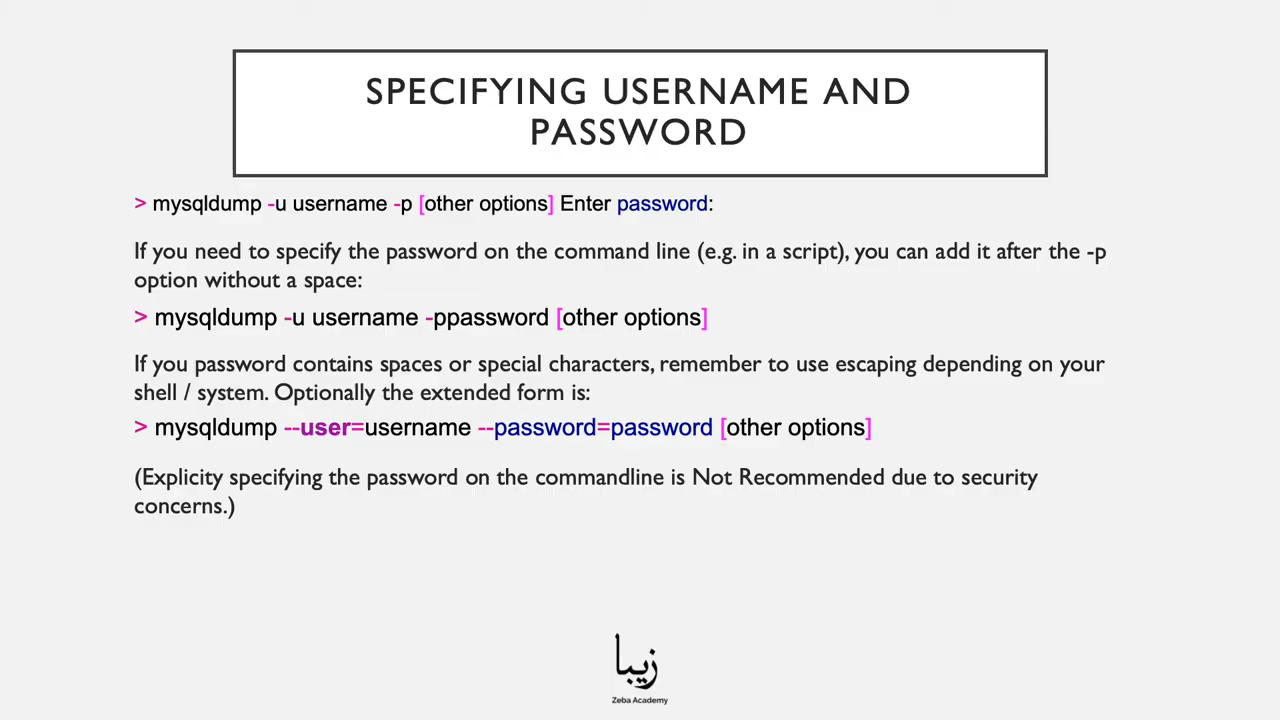 SPECIFYING USERNAME AND
PASSWORD
> mysqldump -u username -p [other options] Enter password:
If you need to specify the password on the command line (e.g. in a script), you can add it after the -p
option without a space:
> mysqldump -u username -ppassword [other options]
If you password contains spaces or special characters, remember to use escaping depending on your
shell / system. Optionally the extended form is:
> mysqldump --user=username --password=password [other options]
(Explicity specifying the password on the commandline is Not Recommended due to security
concerns.)
زيبا
Zeba Academy